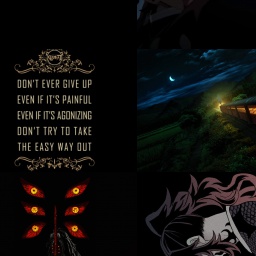 DON'T EVER GIVE UP
EVEN IF IT'S PAINFUL
EVEN IF IT'S AGONIZING
DON'T TRY TO TAKE
THE EASY WAY OUT